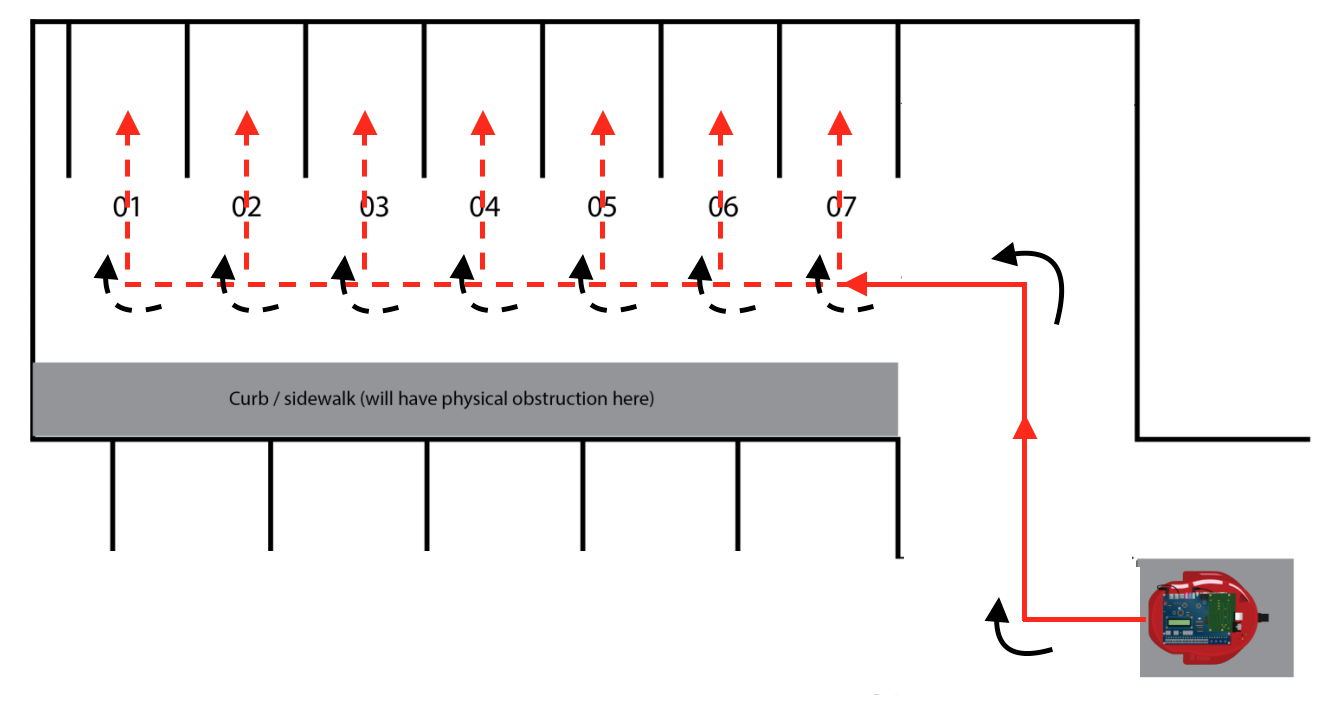 01 02 03 04 05 06 07
Curb / sidewalk (will have physical obstruction here)